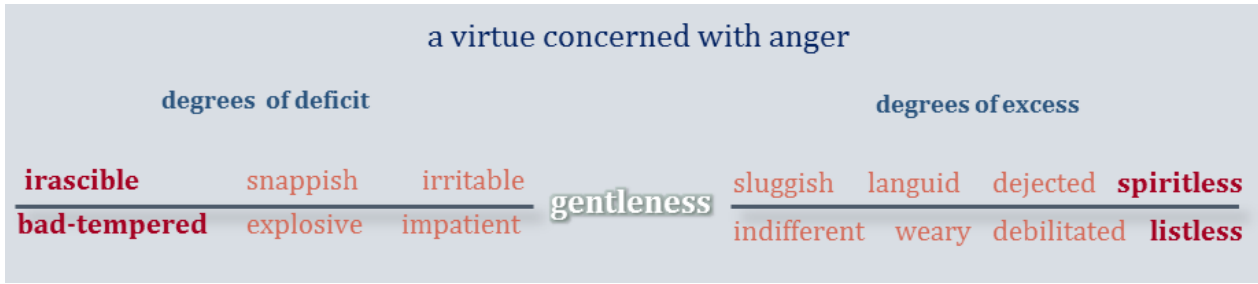 a virtue concerned with anger
degrees of deficit
degrees of excess
irascible snappish irritable
gentleness
sluggish languid dejected spiritless
bad-tempered explosive impatient
indifferent weary debilitated listless